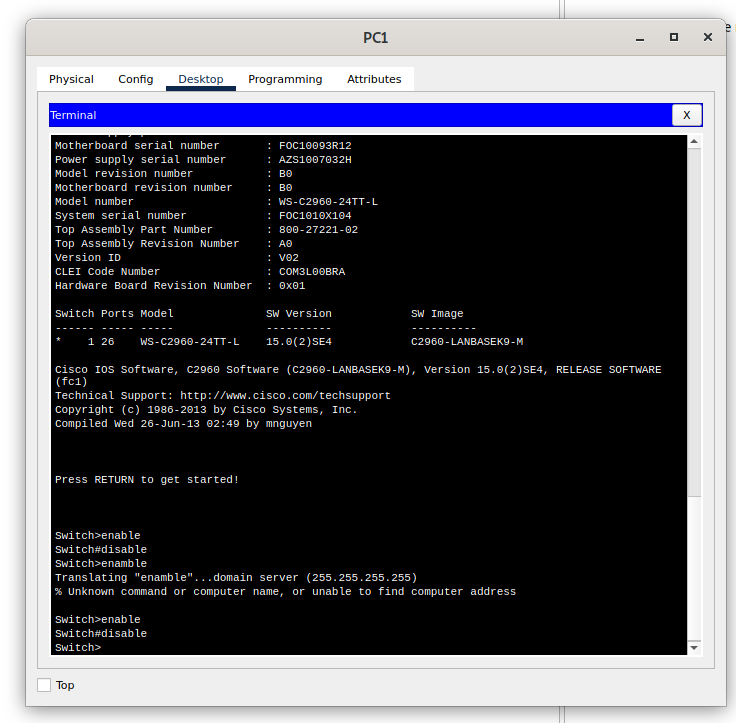 PC1
Physical Config Desktop Programming Attributes
Terminal X
Motherboard serial number : FOC10093R12
Power supply serial number : AZS1007032H
Model revision number : B0
Motherboard revision number : B0
Model number : WS-C2960-24TT-L
System serial number : FOC1010X104
Top Assembly Part Number : 800-27221-02
Top Assembly Revision Number : A0
Version ID : V02
CLEI Code Number : COM3L00BRA
Hardware Board Revision Number : 0x01
Switch Ports Model SW Version SW Image
------ ----- ----- ---------- ----------
* 1 26 WS-C2960-24TT-L 15.0(2)SE4 C2960-LANBASEK9-M
Cisco IOS Software, C2960 Software (C2960-LANBASEK9-M), Version 15.0(2)SE4, RELEASE SOFTWARE
(fc1)
Technical Support: http://www.cisco.com/techsupport
Copyright (c) 1986-2013 by Cisco Systems, Inc.
Compiled Wed 26-Jun-13 02:49 by mnguyen
Press RETURN to get started!
Switch>enable
Switch#disable
Switch>enamble
Translating "enamble"...domain server (255.255.255.255)
% Unknown command or computer name, or unable to find computer address
Switch>enable
Switch#disable
Switch>
Top